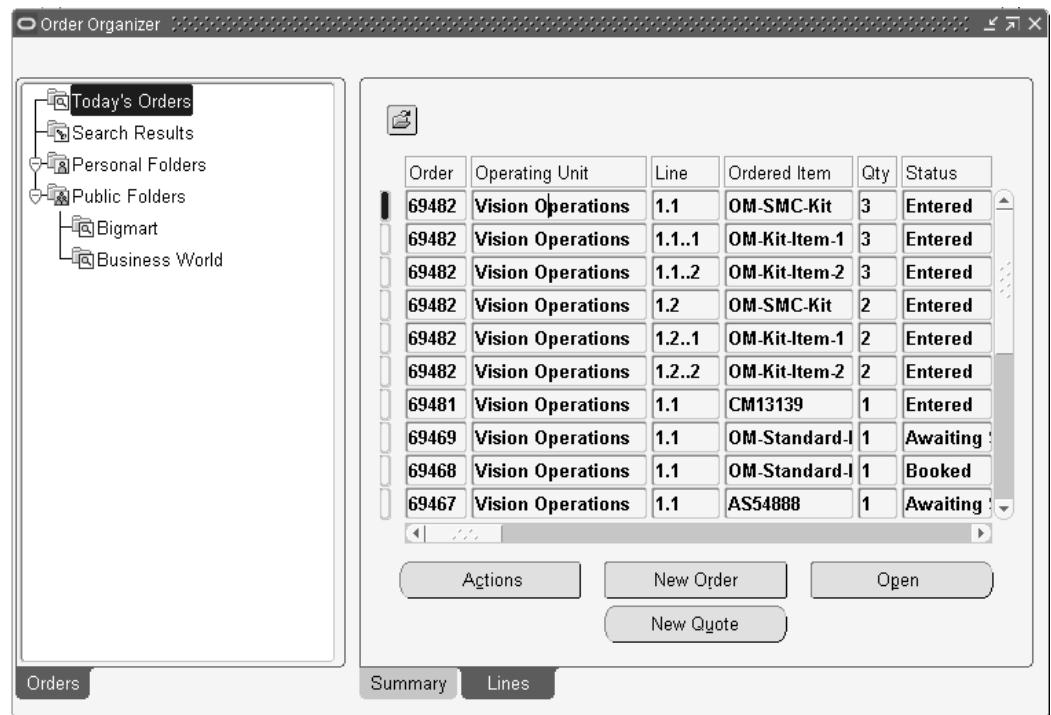 Order Organizer
Today's Orders
Search Results
Personal Folders
Public Folders
Bigmart
Business World
Orders
Order Operating Unit Line Ordered Item Qty Status
69482 Vision Operations 1.1 OM-SMC-Kit 3 Entered
69482 Vision Operations 1.1..1 OM-Kit-Item-1 3 Entered
69482 Vision Operations 1.1..2 OM-Kit-Item-2 3 Entered
69482 Vision Operations 1.2 OM-SMC-Kit 2 Entered
69482 Vision Operations 1.2..1 OM-Kit-Item-1 2 Entered
69482 Vision Operations 1.2..2 OM-Kit-Item-2 2 Entered
69481 Vision Operations 1.1 CM13139 1 Entered
69469 Vision Operations 1.1 OM-Standard- 1 Awaiting
69468 Vision Operations 1.1 OM-Standard- 1 Booked
69467 Vision Operations 1.1 AS54888 1 Awaiting
Actions New Order Open
New Quote
Summary Lines